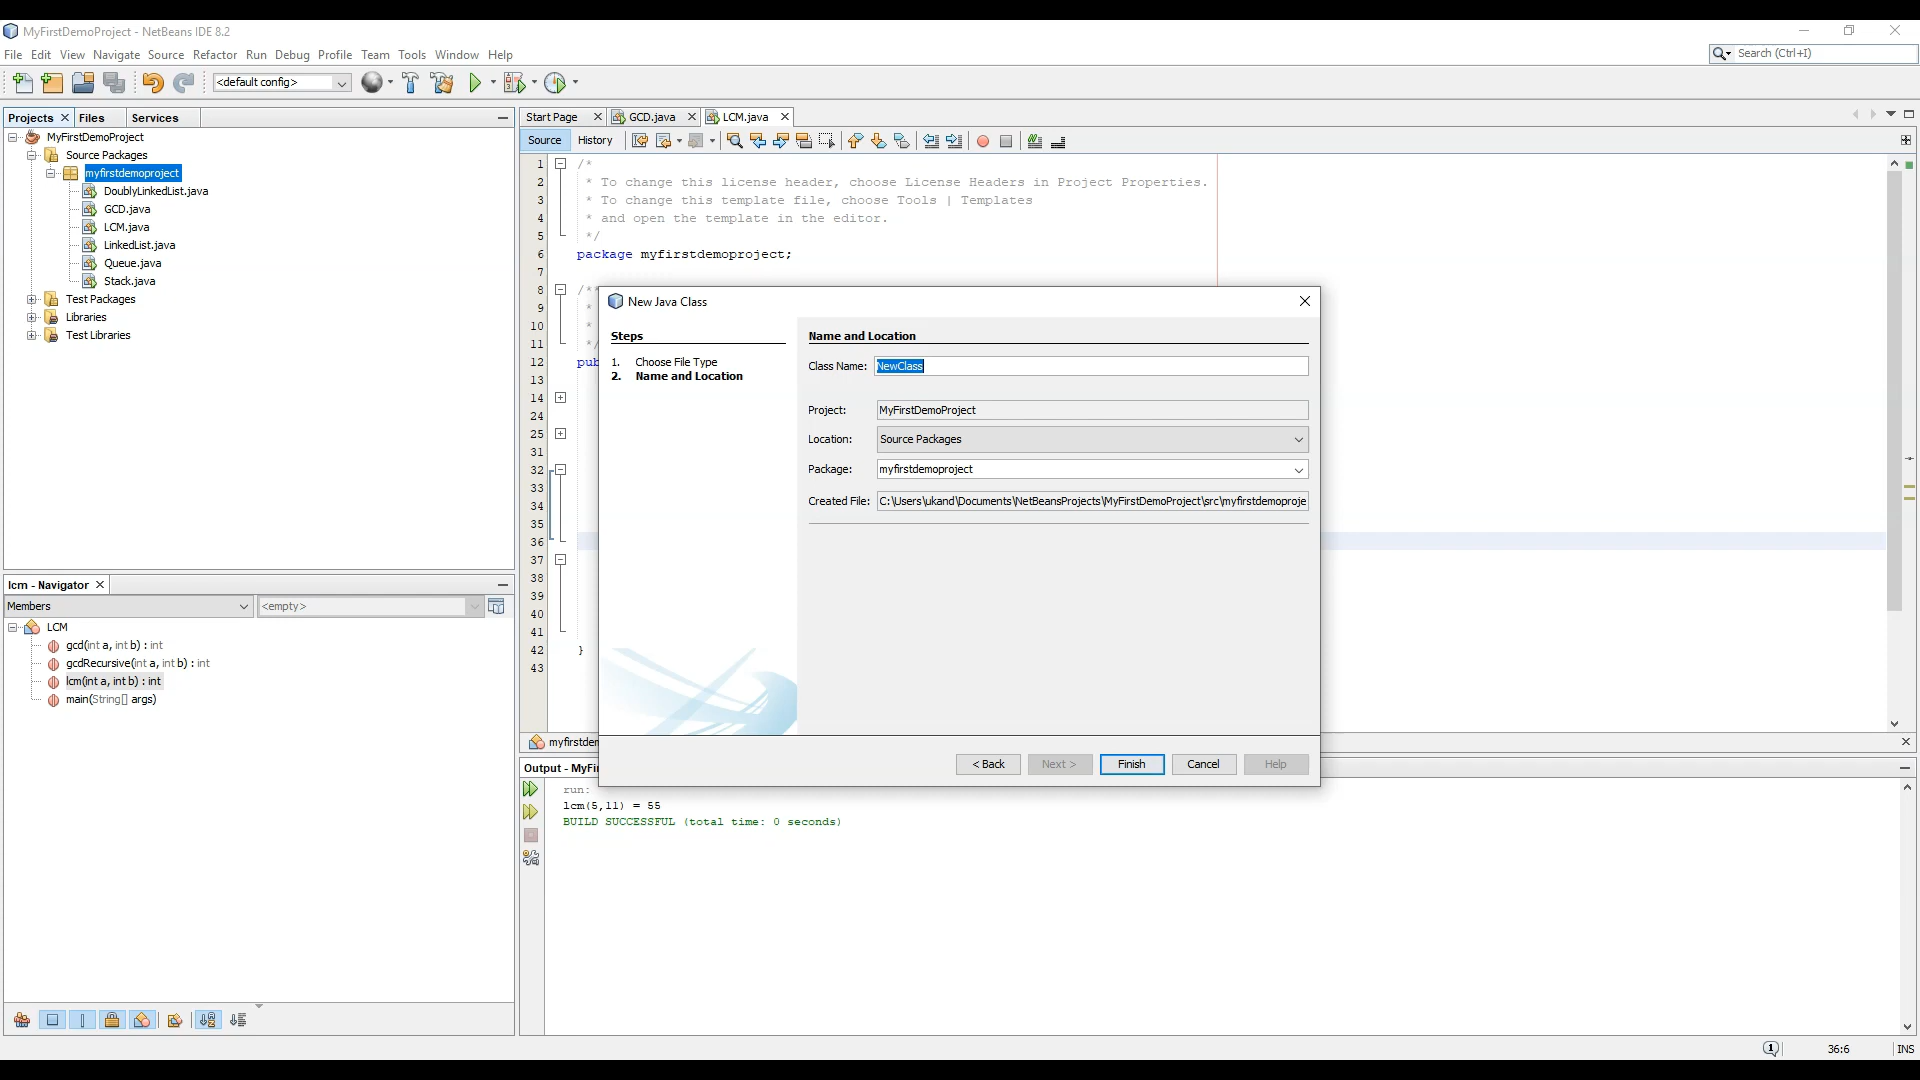 MyFirstDemoProject - NetBeans IDE 8.2
File Edit View Navigate Source Refactor Run Debug Profile Team Tools Window Help
Search (Ctrl+I)
<default config>
Projects Files Services
MyFirstDemoProject
Source Packages
myfirstdemoproject
DoublyLinkedList.java
GCD.java
LCM.java
LinkedList.java
Queue.java
Stack.java
Test Packages
Libraries
Test Libraries
lcm - Navigator
Members
<empty>
LCM
gcd(int a, int b) : int
gcdRecursive(int a, int b) : int
lcm(int a, int b) : int
main(String[] args)
Start Page GCD.java LCM.java
Source History
1 /*
2 * To change this license header, choose License Headers in Project Properties.
3 * To change this template file, choose Tools | Templates
4 * and open the template in the editor.
5 */
6 package myfirstdemoproject;
7
8 /**
9 *
10 *
11 */
12 pub
13
14
24
25
31
32
33
34
35
36
37
38
39
40
41
42 }
43
New Java Class
Steps
1. Choose File Type
2. Name and Location
Name and Location
Class Name: NewClass
Project: MyFirstDemoProject
Location: Source Packages
Package: myfirstdemoproject
Created File: C:\Users\ukand\Documents\NetBeansProjects\MyFirstDemoProject\src\myfirstdemoproje
< Back Next > Finish Cancel Help
myfirstden
Output - MyFir
run:
lcm(5,11) = 55
BUILD SUCCESSFUL (total time: 0 seconds)
1
36:6
INS